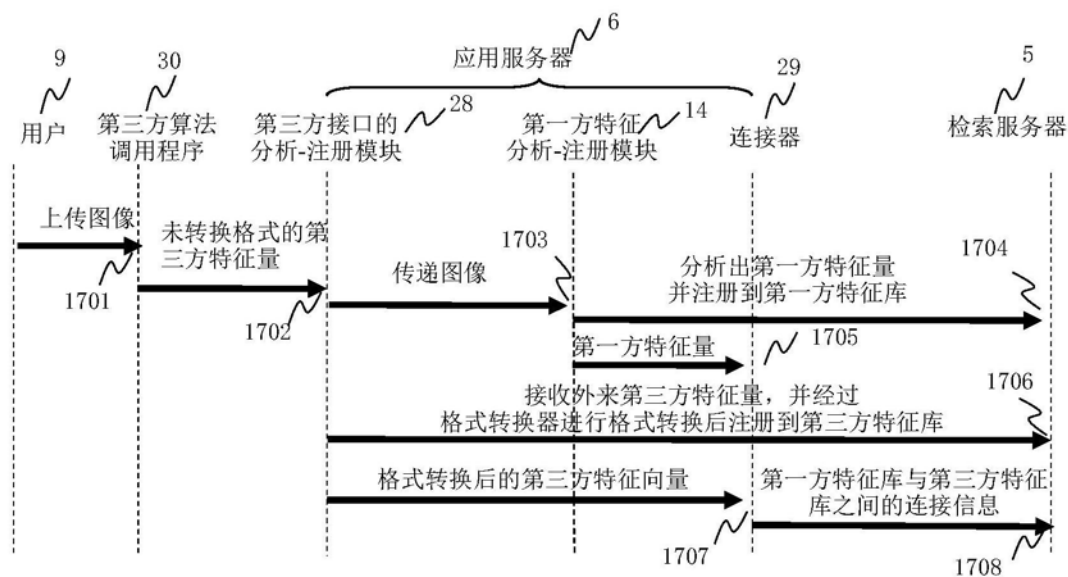 6
应用服务器
9
30
28
14
29
5
用户
第三方算法
调用程序
第三方接口的
分析-注册模块
第一方特征
分析-注册模块
连接器
检索服务器
上传图像
1701
未转换格式的第
三方特征量
1702
传递图像
1703
分析出第一方特征量
并注册到第一方特征库
1704
第一方特征量
1705
接收外来第三方特征量，并经过
格式转换器进行格式转换后注册到第三方特征库
1706
格式转换后的第三方特征向量
1707
第一方特征库与第三方特征
库之间的连接信息
1708